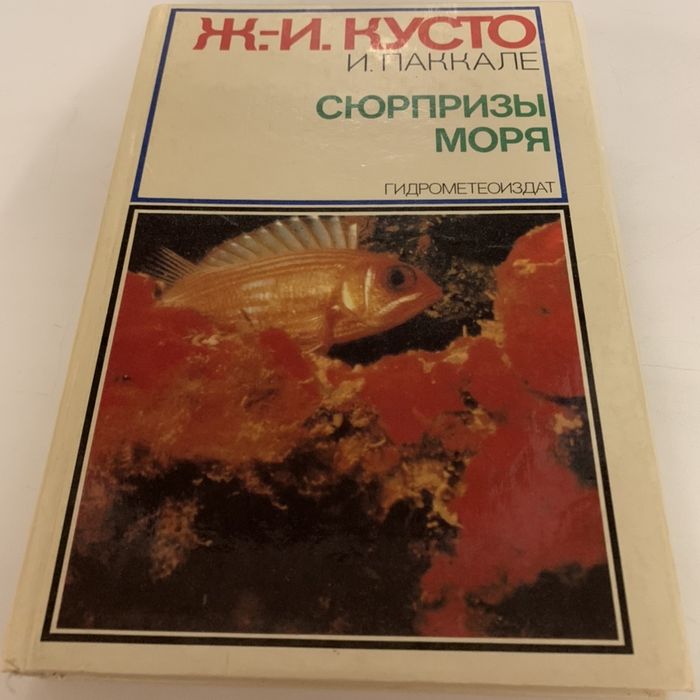 Ж.-И. КУСТО
И. ПАККАЛЕ
СЮРПРИЗЫ
МОРЯ
ГИДРОМЕТЕОИЗДАТ